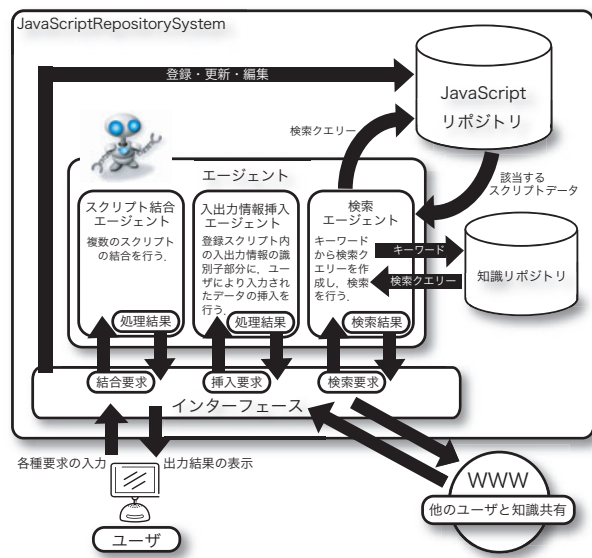 JavaScriptRepositorySystem
登録・更新・編集
JavaScript
リポジトリ
検索クエリー
該当する
スクリプトデータ
エージェント
スクリプト結合
エージェント
複数のスクリプト
の結合を行う.
入出力情報挿入
エージェント
登録スクリプト内
の入出力情報の識
別子部分に, ユー
ザにより入力され
たデータの挿入を
行う.
検索
エージェント
キーワード
から検索ク
エリーを作
成し, 検索
を行う.
キーワード
検索クエリー
知識リポジトリ
処理結果
処理結果
検索結果
結合要求
挿入要求
検索要求
インターフェース
各種要求の入力
出力結果の表示
ユーザ
WWW
他のユーザと知識共有